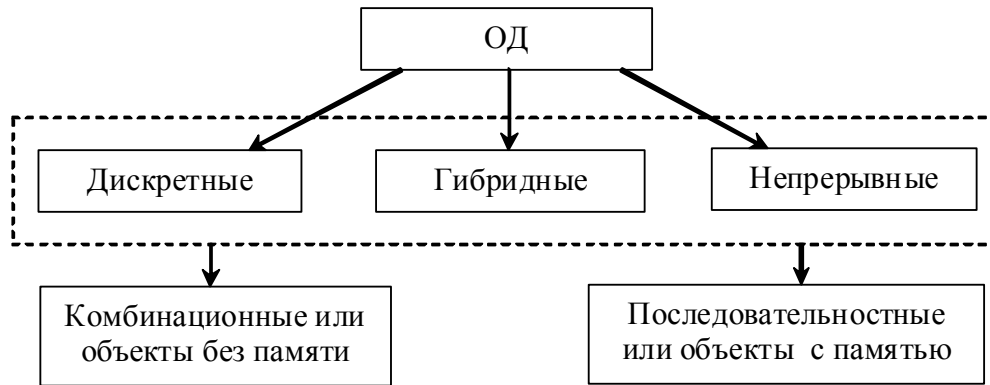 ОД
Дискретные
Гибридные
Непрерывные
Комбинационные или
объекты без памяти
Последовательностные
или объекты с памятью